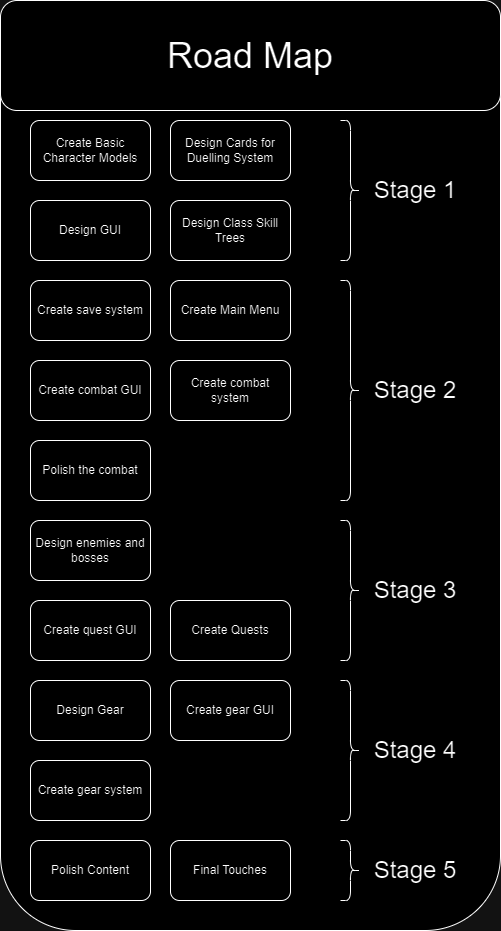 Road Map
Create Basic
Character Models
Design Cards for
Duelling System
Stage 1
Design GUI
Design Class Skill
Trees
Create save system
Create Main Menu
Create combat GUI
Create combat
system
Stage 2
Polish the combat
Design enemies and
bosses
Stage 3
Create quest GUI
Create Quests
Design Gear
Create gear GUI
Stage 4
Create gear system
Polish Content
Final Touches
Stage 5